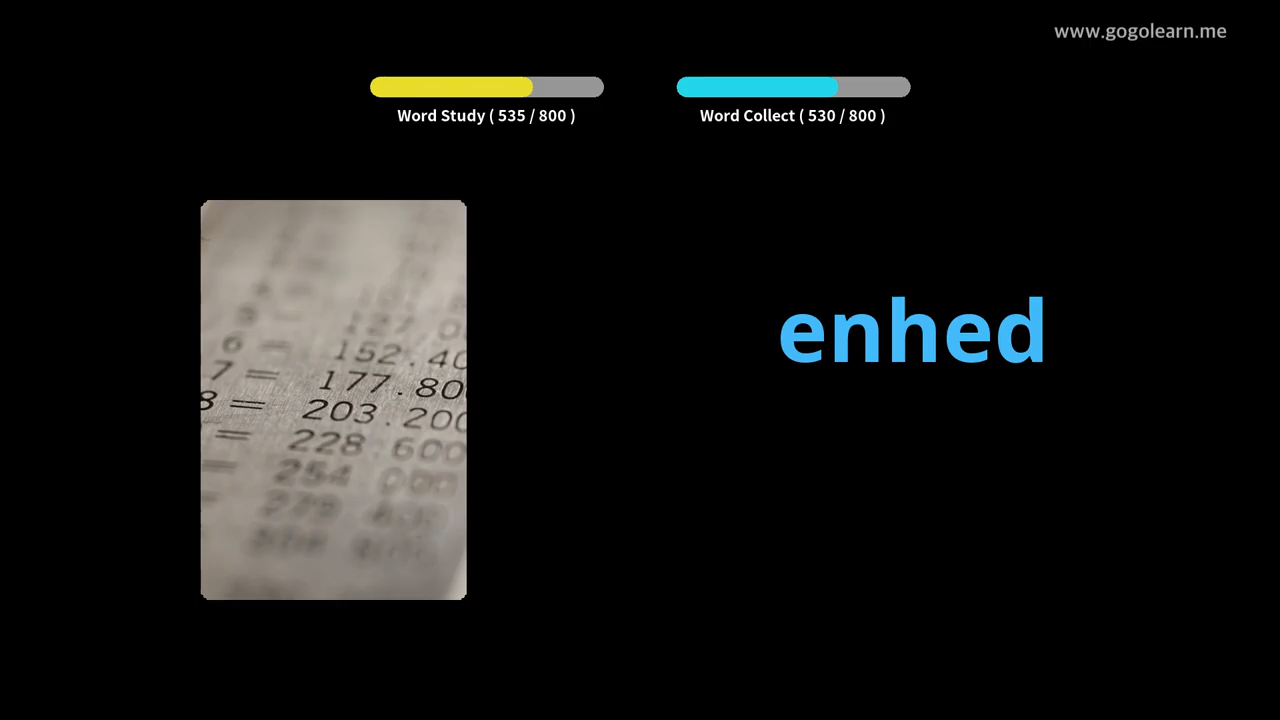 www.gogolearn.me
Word Study ( 535 / 800 )
Word Collect ( 530 / 800 )
enhed
6 = 152.40
7 = 177.80
8 = 203.200
= 228.600
= 254 000